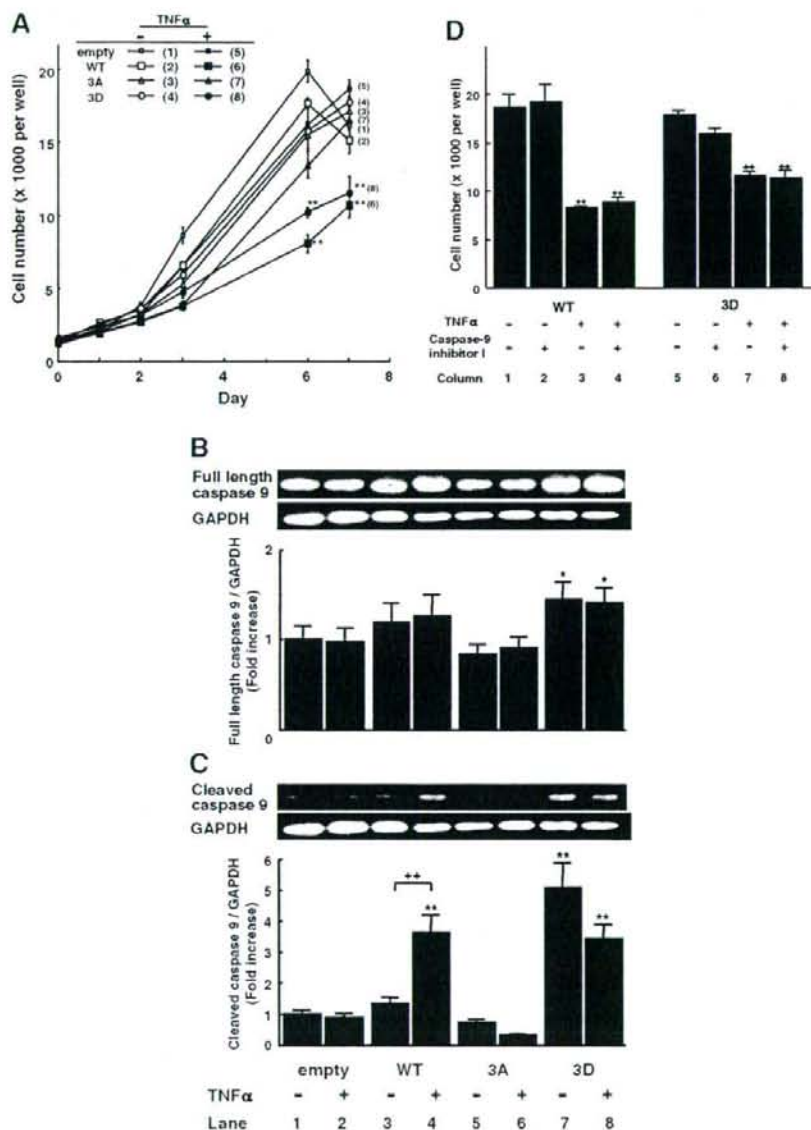 A
TNFα
- +
empty (1) (5)
WT (2) (6)
3A (3) (7)
3D (4) (8)
Cell number (x 1000 per well)
20
15
10
5
0
(5)
(4)
(3)
(7)
(1)
(2)
**
**(8)
**(6)
**
0 2 4 6 8
Day
D
Cell number (x 1000 per well)
20
10
0
** ** ** **
WT 3D
TNFα - - + + - - + +
Caspase-9
inhibitor I - + - + - + - +
Column 1 2 3 4 5 6 7 8
B
Full length
caspase 9
GAPDH
Full length caspase 9 / GAPDH
(Fold increase)
2
1
0
* *
C
Cleaved
caspase 9
GAPDH
Cleaved caspase 9 / GAPDH
(Fold increase)
6
5
4
3
2
1
0
++
** ** **
empty WT 3A 3D
TNFα - + - + - + - +
Lane 1 2 3 4 5 6 7 8